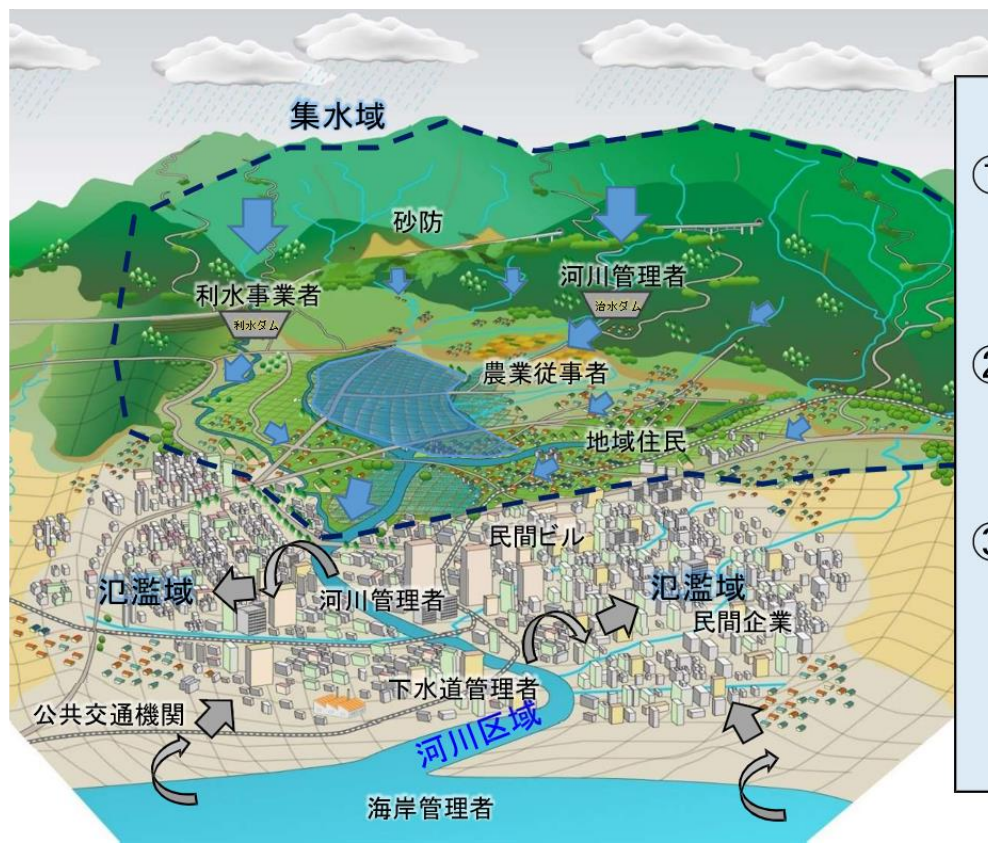 集水域
①
砂防
利水事業者
河川管理者
利水ダム
治水ダム
②
農業従事者
地域住民
民間ビル
③
氾濫域
河川管理者
氾濫域
民間企業
下水道管理者
公共交通機関
河川区域
海岸管理者